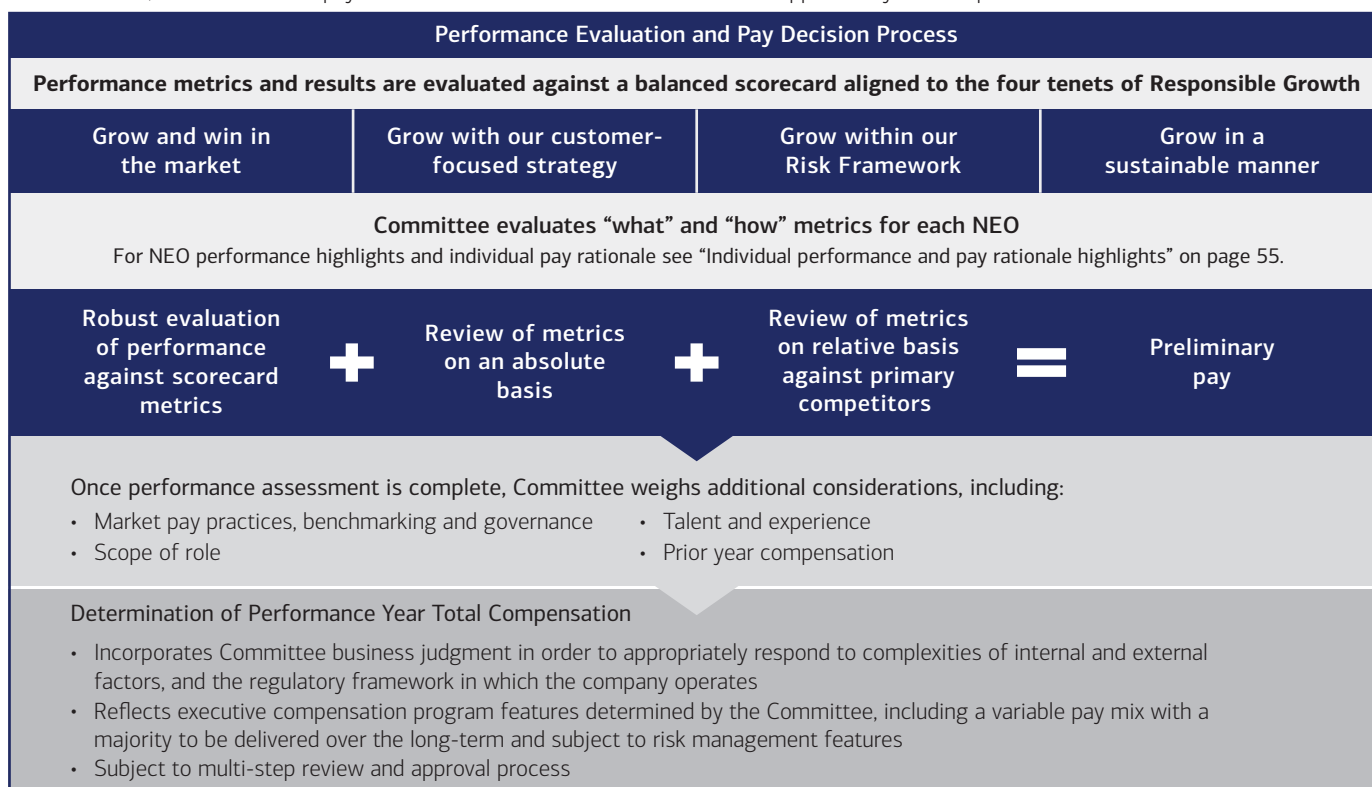 Performance Evaluation and Pay Decision Process
Performance metrics and results are evaluated against a balanced scorecard aligned to the four tenets of Responsible Growth
Grow and win in
the market
Grow with our customer-
focused strategy
Grow within our
Risk Framework
Grow in a
sustainable manner
Committee evaluates “what” and “how” metrics for each NEO
For NEO performance highlights and individual pay rationale see “Individual performance and pay rationale highlights” on page 55.
Robust evaluation
of performance
against scorecard
metrics
+
Review of metrics
on an absolute
basis
+
Review of metrics
on relative basis
against primary
competitors
=
Preliminary
pay
Once performance assessment is complete, Committee weighs additional considerations, including:
• Market pay practices, benchmarking and governance
• Scope of role
• Talent and experience
• Prior year compensation
Determination of Performance Year Total Compensation
• Incorporates Committee business judgment in order to appropriately respond to complexities of internal and external
factors, and the regulatory framework in which the company operates
• Reflects executive compensation program features determined by the Committee, including a variable pay mix with a
majority to be delivered over the long-term and subject to risk management features
• Subject to multi-step review and approval process